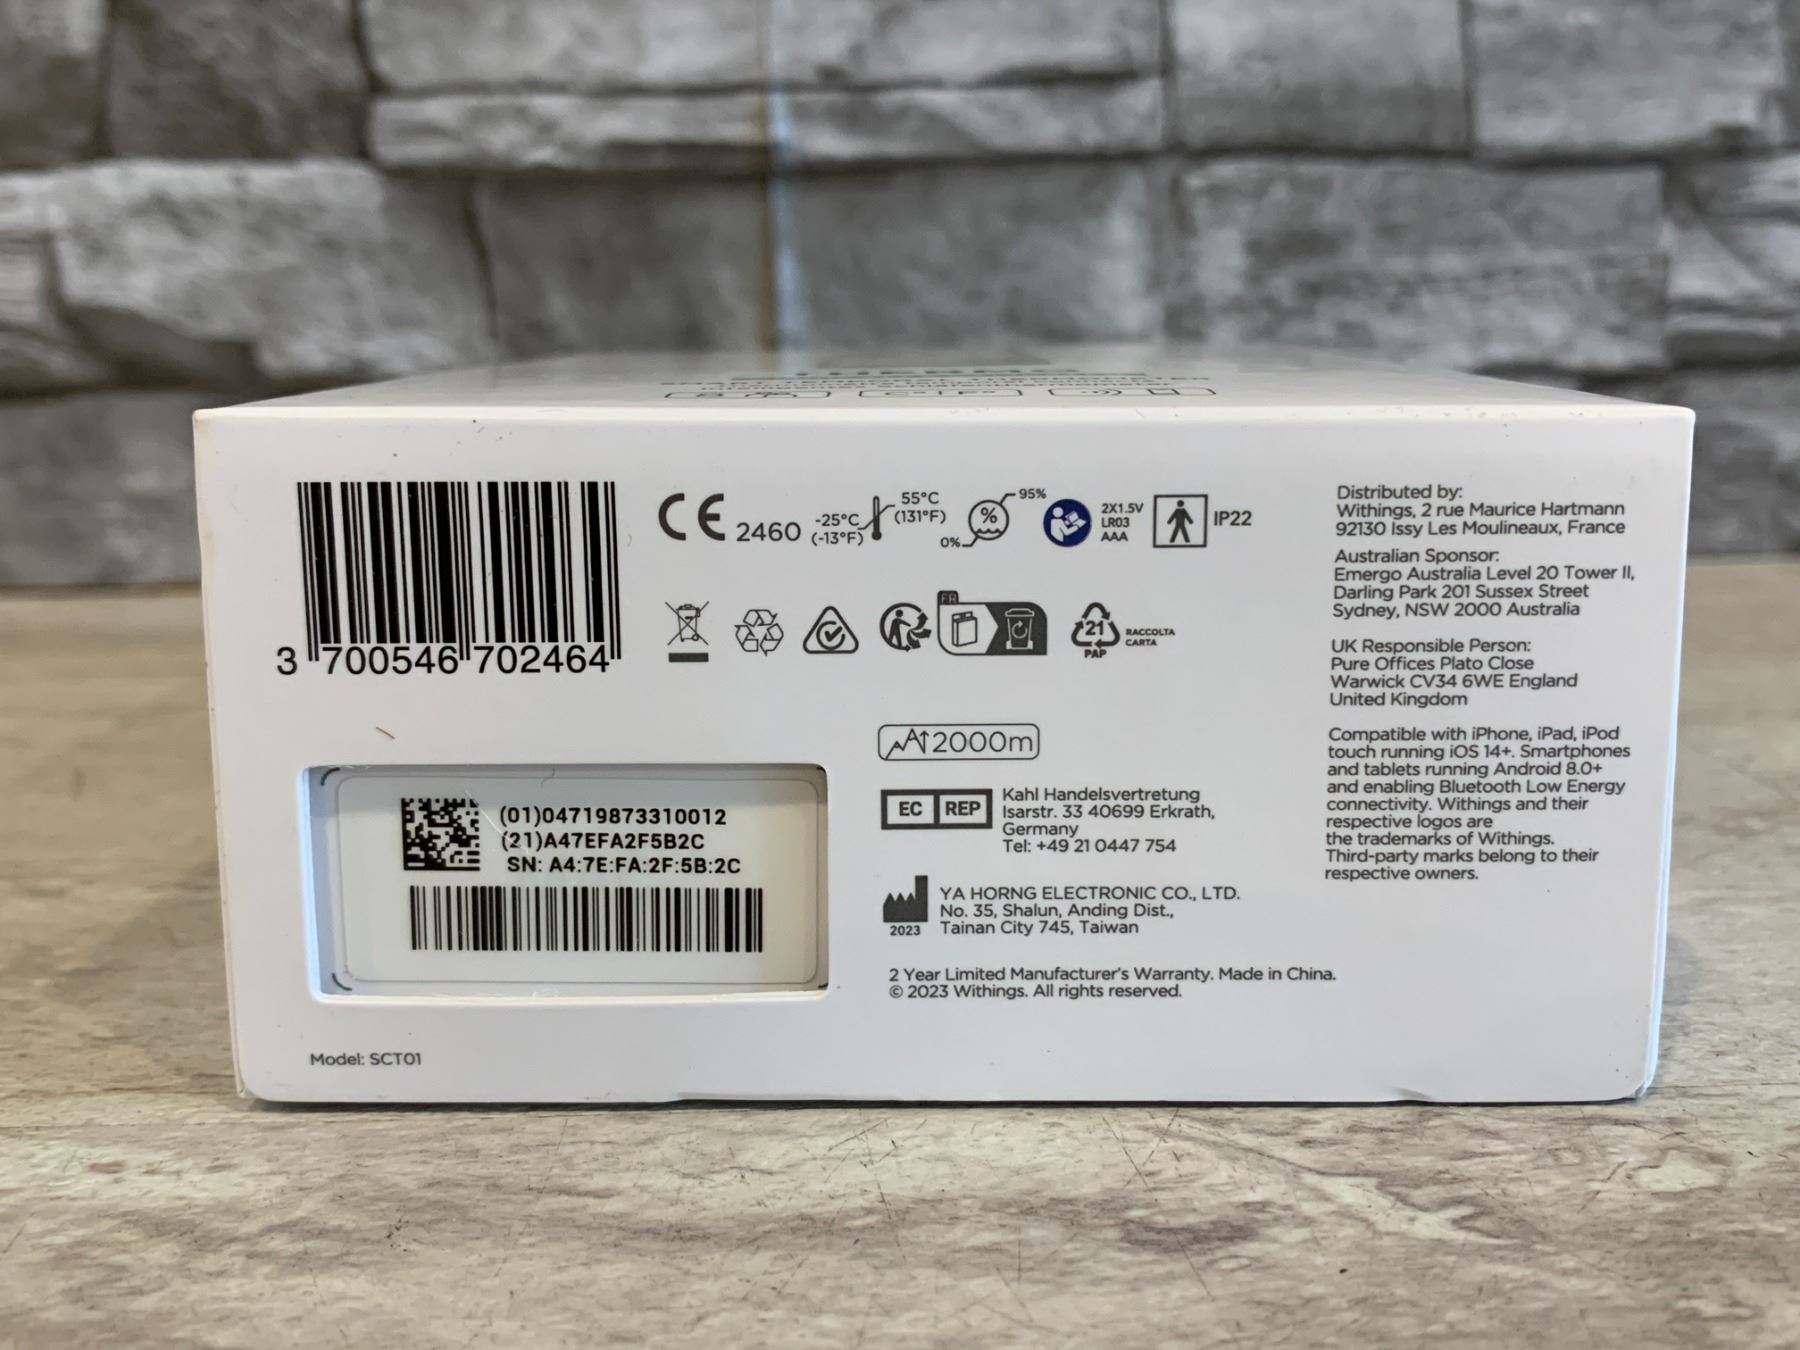 3 700546 702464
CE 2460
-25°C
(-13°F)
55°C
(131°F)
0%
%
95%
2X1.5V
LR03
AAA
IP22
FR
21
PAP
RACCOLTA
CARTA
2000m
EC REP
Kahl Handelsvertretung
Isarstr. 33 40699 Erkrath,
Germany
Tel: +49 21 0447 754
2023
YA HORNG ELECTRONIC CO., LTD.
No. 35, Shalun, Anding Dist.,
Tainan City 745, Taiwan
2 Year Limited Manufacturer's Warranty. Made in China.
© 2023 Withings. All rights reserved.
(01)04719873310012
(21)A47EFA2F5B2C
SN: A4:7E:FA:2F:5B:2C
Model: SCT01
Distributed by:
Withings, 2 rue Maurice Hartmann
92130 Issy Les Moulineaux, France
Australian Sponsor:
Emergo Australia Level 20 Tower II,
Darling Park 201 Sussex Street
Sydney, NSW 2000 Australia
UK Responsible Person:
Pure Offices Plato Close
Warwick CV34 6WE England
United Kingdom
Compatible with iPhone, iPad, iPod
touch running iOS 14+. Smartphones
and tablets running Android 8.0+
and enabling Bluetooth Low Energy
connectivity. Withings and their
respective logos are
the trademarks of Withings.
Third-party marks belong to their
respective owners.